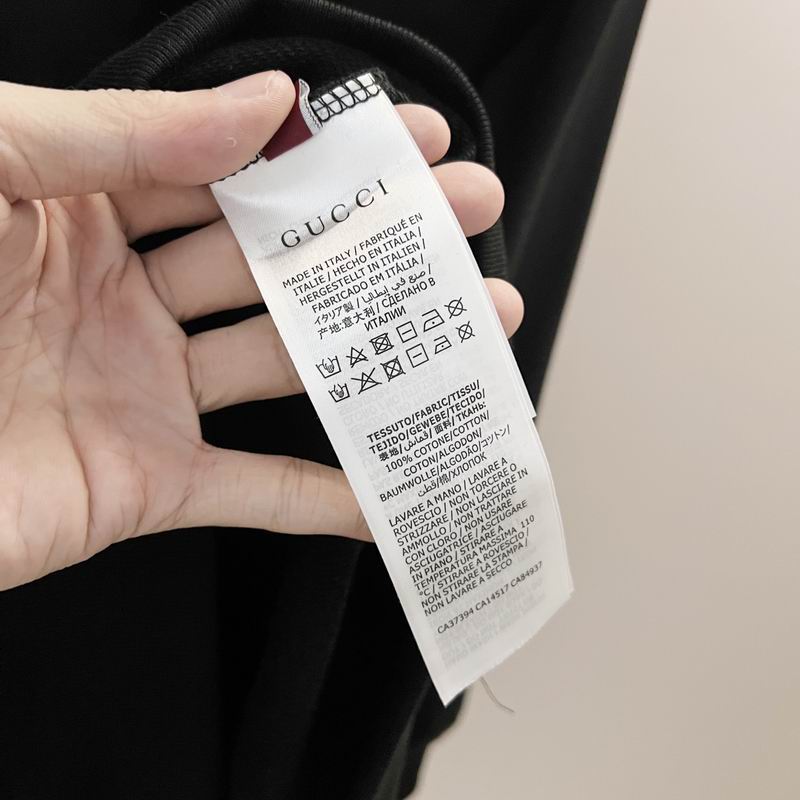 GUCCI
MADE IN ITALY / FABRIQUÉ EN
ITALIE / HECHO EN ITALIA /
HERGESTELLT IN ITALIEN /
FABRICADO EM ITÁLIA /
イタリア製 / صنع في إيطاليا /
产地:意大利 / СДЕЛАНО В
ИТАЛИИ
TESSUTO/FABRIC/TISSU/
TEJIDO/GEWEBE/TECIDO/
表地/قماش/面料/ТКАНЬ:
100% COTONE/COTTON/
COTON/ALGODON/
BAUMWOLLE/ALGODÃO/コットン/
قطن/棉/ХЛОПОК
LAVARE A MANO / LAVARE A
ROVESCIO / NON TORCERE O
STRIZZARE / NON LASCIARE IN
AMMOLLO / NON TRATTARE
CON CLORO / NON USARE
ASCIUGATRICE / ASCIUGARE
IN PIANO / STIRARE A
TEMPERATURA MASSIMA 110
°C / STIRARE A ROVESCIO /
NON STIRARE LA STAMPA /
NON LAVARE A SECCO
CA37394 CA14517 CA84937